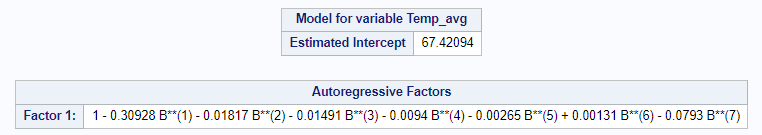 Model for variable Temp_avg
Estimated Intercept 67.42094
Autoregressive Factors
Factor 1: 1 - 0.30928 B**(1) - 0.01817 B**(2) - 0.01491 B**(3) - 0.0094 B**(4) - 0.00265 B**(5) + 0.00131 B**(6) - 0.0793 B**(7)